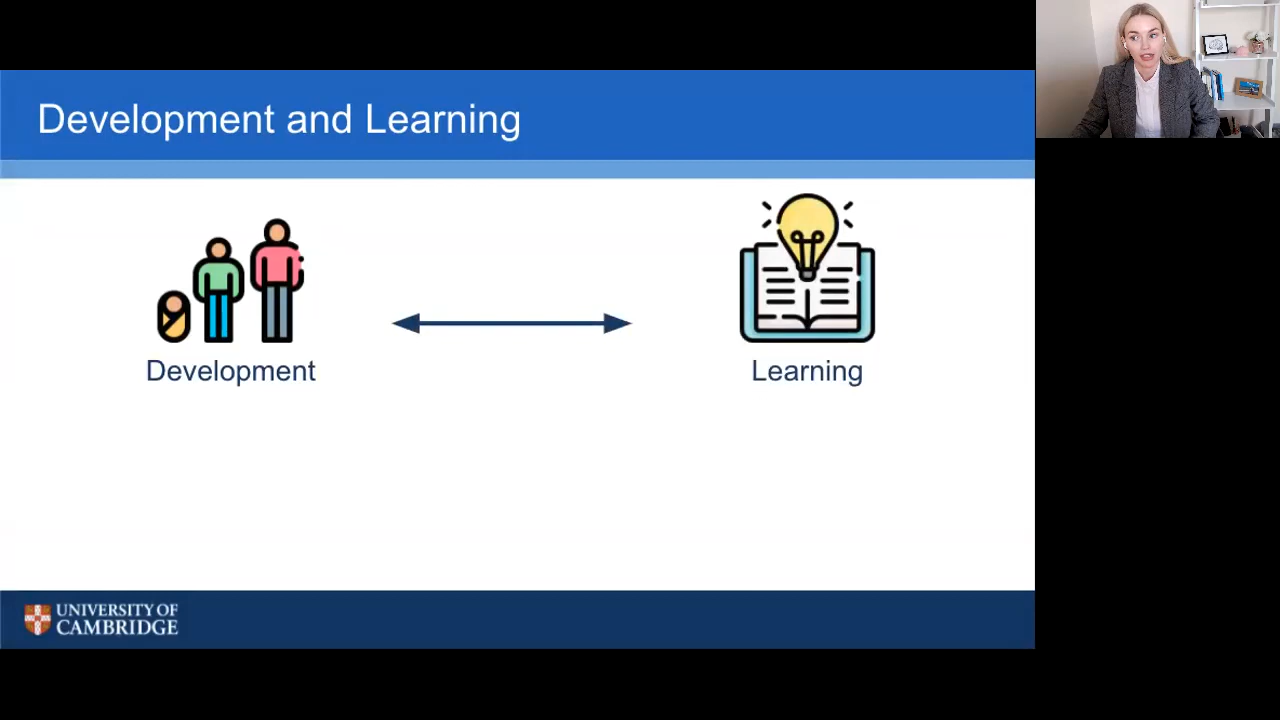 Development and Learning
Development
Learning
UNIVERSITY OF
CAMBRIDGE